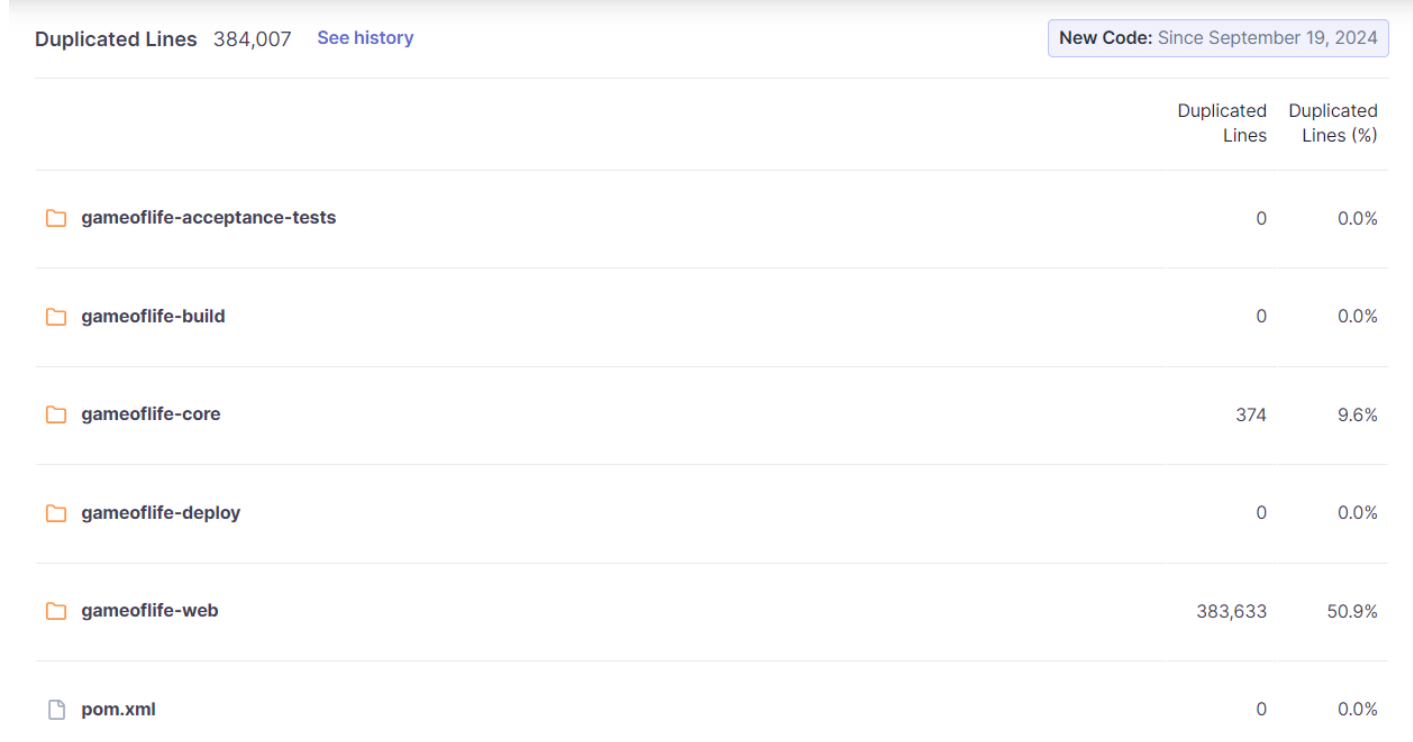 Duplicated Lines 384,007 See history New Code: Since September 19, 2024
Duplicated Duplicated
Lines Lines (%)
gameoflife-acceptance-tests 0 0.0%
gameoflife-build 0 0.0%
gameoflife-core 374 9.6%
gameoflife-deploy 0 0.0%
gameoflife-web 383,633 50.9%
pom.xml 0 0.0%